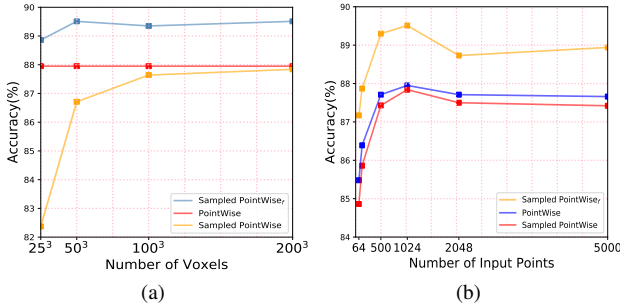 90
89
88
87
86
85
84
83
82
Accuracy(%)
Sampled PointWise_r
PointWise
Sampled PointWise
25³ 50³ 100³ 200³
Number of Voxels
(a)
90
89
88
87
86
85
84
Accuracy(%)
Sampled PointWise_r
PointWise
Sampled PointWise
64 500 1024 2048 5000
Number of Input Points
(b)